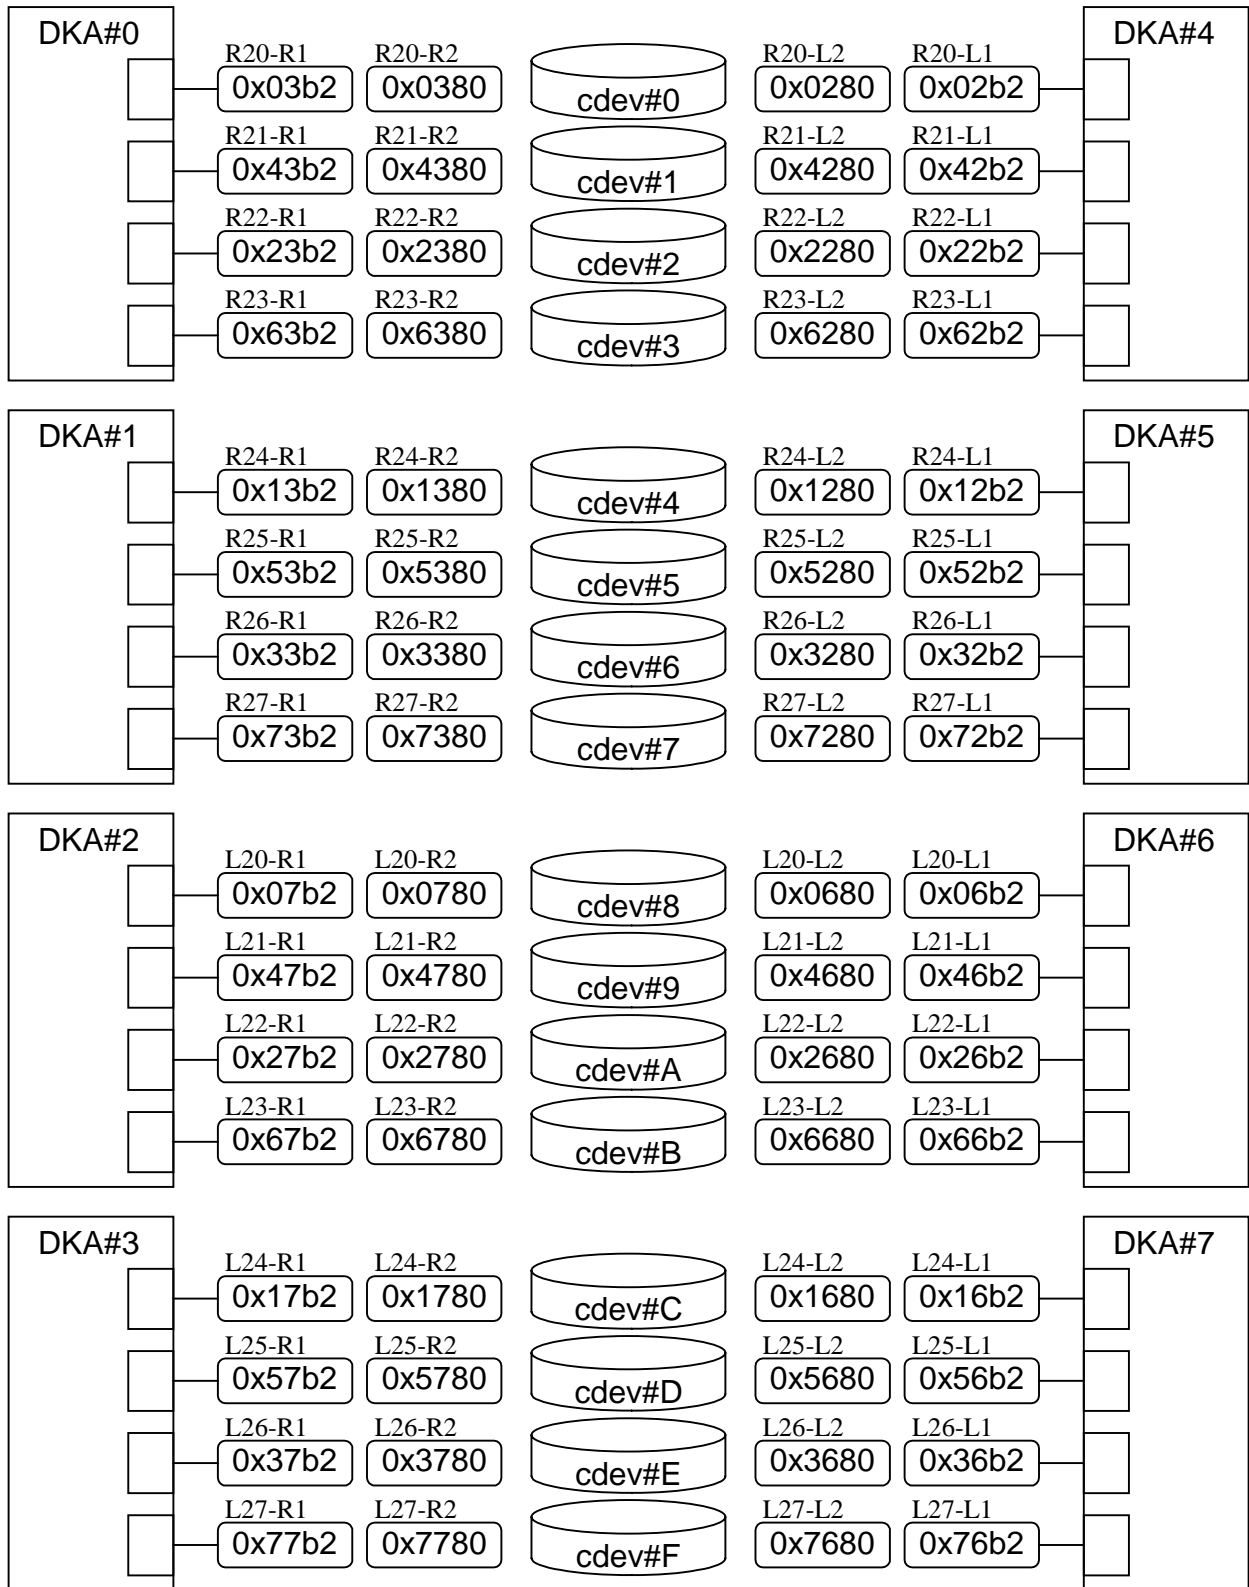 DKA#0 DKA#4
R20-R1 R20-R2 R20-L2 R20-L1
0x03b2 0x0380 cdev#0 0x0280 0x02b2
R21-R1 R21-R2 R21-L2 R21-L1
0x43b2 0x4380 cdev#1 0x4280 0x42b2
R22-R1 R22-R2 R22-L2 R22-L1
0x23b2 0x2380 cdev#2 0x2280 0x22b2
R23-R1 R23-R2 R23-L2 R23-L1
0x63b2 0x6380 cdev#3 0x6280 0x62b2
DKA#1 DKA#5
R24-R1 R24-R2 R24-L2 R24-L1
0x13b2 0x1380 cdev#4 0x1280 0x12b2
R25-R1 R25-R2 R25-L2 R25-L1
0x53b2 0x5380 cdev#5 0x5280 0x52b2
R26-R1 R26-R2 R26-L2 R26-L1
0x33b2 0x3380 cdev#6 0x3280 0x32b2
R27-R1 R27-R2 R27-L2 R27-L1
0x73b2 0x7380 cdev#7 0x7280 0x72b2
DKA#2 DKA#6
L20-R1 L20-R2 L20-L2 L20-L1
0x07b2 0x0780 cdev#8 0x0680 0x06b2
L21-R1 L21-R2 L21-L2 L21-L1
0x47b2 0x4780 cdev#9 0x4680 0x46b2
L22-R1 L22-R2 L22-L2 L22-L1
0x27b2 0x2780 cdev#A 0x2680 0x26b2
L23-R1 L23-R2 L23-L2 L23-L1
0x67b2 0x6780 cdev#B 0x6680 0x66b2
DKA#3 DKA#7
L24-R1 L24-R2 L24-L2 L24-L1
0x17b2 0x1780 cdev#C 0x1680 0x16b2
L25-R1 L25-R2 L25-L2 L25-L1
0x57b2 0x5780 cdev#D 0x5680 0x56b2
L26-R1 L26-R2 L26-L2 L26-L1
0x37b2 0x3780 cdev#E 0x3680 0x36b2
L27-R1 L27-R2 L27-L2 L27-L1
0x77b2 0x7780 cdev#F 0x7680 0x76b2